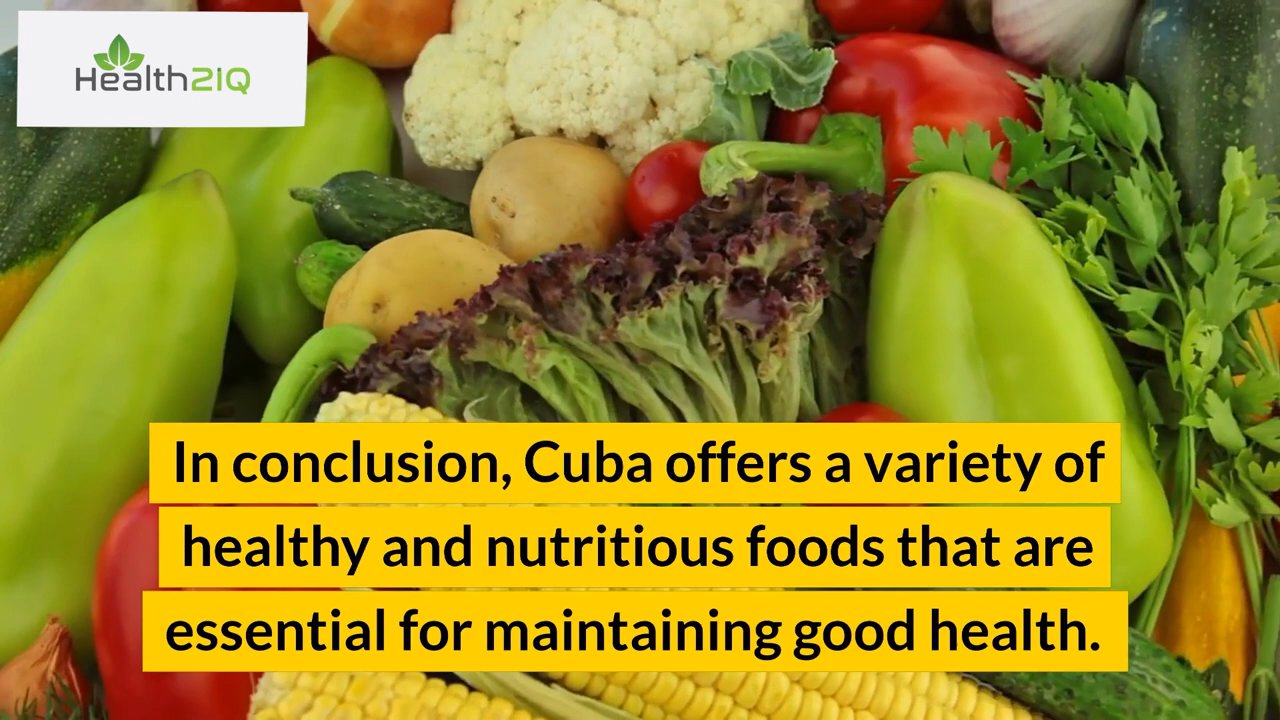 Health2IQ
In conclusion, Cuba offers a variety of
healthy and nutritious foods that are
essential for maintaining good health.